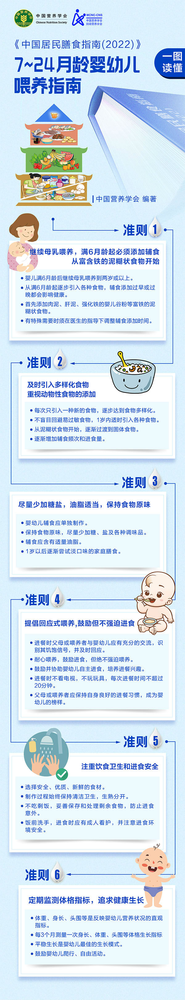 中国营养学会
Chinese Nutrition Society
MCNC-CNS
中国营养学会
妇幼营养分会
《中国居民膳食指南(2022)》
一图
读懂
7~24月龄婴幼儿
喂养指南
中国营养学会 编著
准则1
继续母乳喂养，满6月龄起必须添加辅食
从富含铁的泥糊状食物开始
●婴儿满6月龄后继续母乳喂养到两岁或以上。
●从满6月龄起逐步引入各种食物，辅食添加过早或过
晚都会影响健康。
●首先添加肉泥、肝泥、强化铁的婴儿谷粉等富铁的泥
糊状食物。
●有特殊需要时须在医生的指导下调整辅食添加时间。
准则2
及时引入多样化食物
重视动物性食物的添加
●每次只引入一种新的食物，逐步达到食物多样化。
●不盲目回避易过敏食物，1岁内适时引入各种食物。
●从泥糊状食物开始，逐渐过渡到固体食物。
●逐渐增加辅食频次和进食量。
准则3
尽量少加糖盐，油脂适当，保持食物原味
●婴幼儿辅食应单独制作。
●保持食物原味，尽量少加糖、盐及各种调味品。
●辅食应含有适量油脂。
●1岁以后逐渐尝试淡口味的家庭膳食。
准则4
提倡回应式喂养,鼓励但不强迫进食
●进餐时父母或喂养者与婴幼儿应有充分的交流，识
别其饥饱信号，并及时回应。
●耐心喂养，鼓励进食，但绝不强迫喂养。
●鼓励并协助婴幼儿自主进食，培养进餐兴趣。
●进餐时不看电视，不玩玩具，每次进餐时间不超过
20分钟。
●父母或喂养者应保持自身良好的进餐习惯，成为婴
幼儿的榜样。
准则5
注重饮食卫生和进食安全
●选择安全、优质、新鲜的食材。
●制作过程始终保持清洁卫生，生熟分开。
●不吃剩饭，妥善保存和处理剩余食物，防止进食
意外。
●饭前洗手，进食时应有成人看护，并注意进食环
境安全。
准则6
定期监测体格指标，追求健康生长
●体重、身长、头围等是反映婴幼儿营养状况的直观
指标。
●每3个月测量一次身长、体重、头围等体格生长指标
●平稳生长是婴幼儿最佳的生长模式。
●鼓励婴幼儿爬行、自由活动。